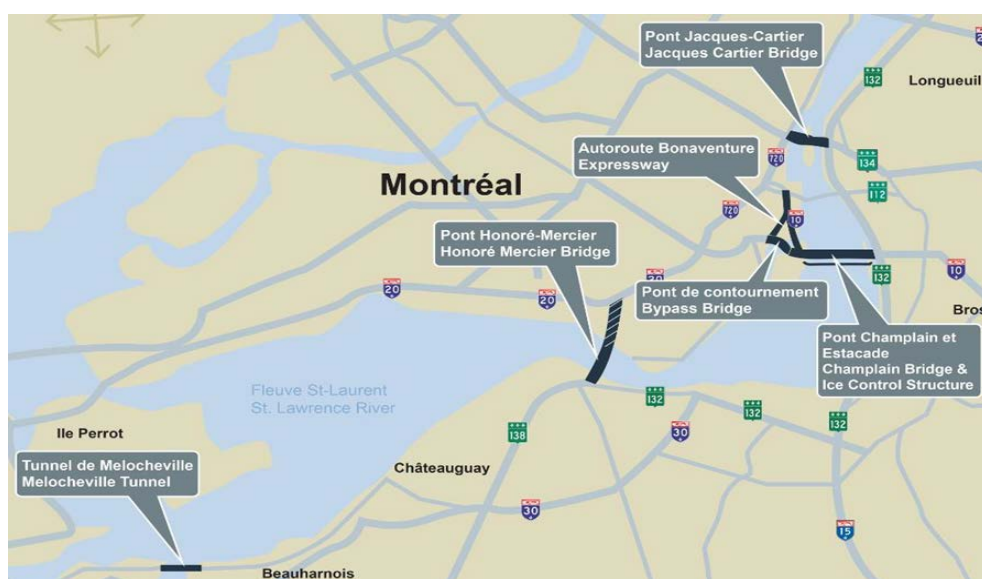 Pont Jacques-Cartier
Jacques Cartier Bridge
132
Longueuil
Autoroute Bonaventure
Expressway
720
134
112
Montréal
720
10
Pont Honoré-Mercier
Honoré Mercier Bridge
20
20
132
10
Pont de contournement
Bypass Bridge
Bros
Pont Champlain et
Estacade
Champlain Bridge &
Ice Control Structure
Fleuve St-Laurent
St. Lawrence River
132
132
132
138
30
Ile Perrot
Tunnel de Melocheville
Melocheville Tunnel
Châteauguay
30
15
Beauharnois